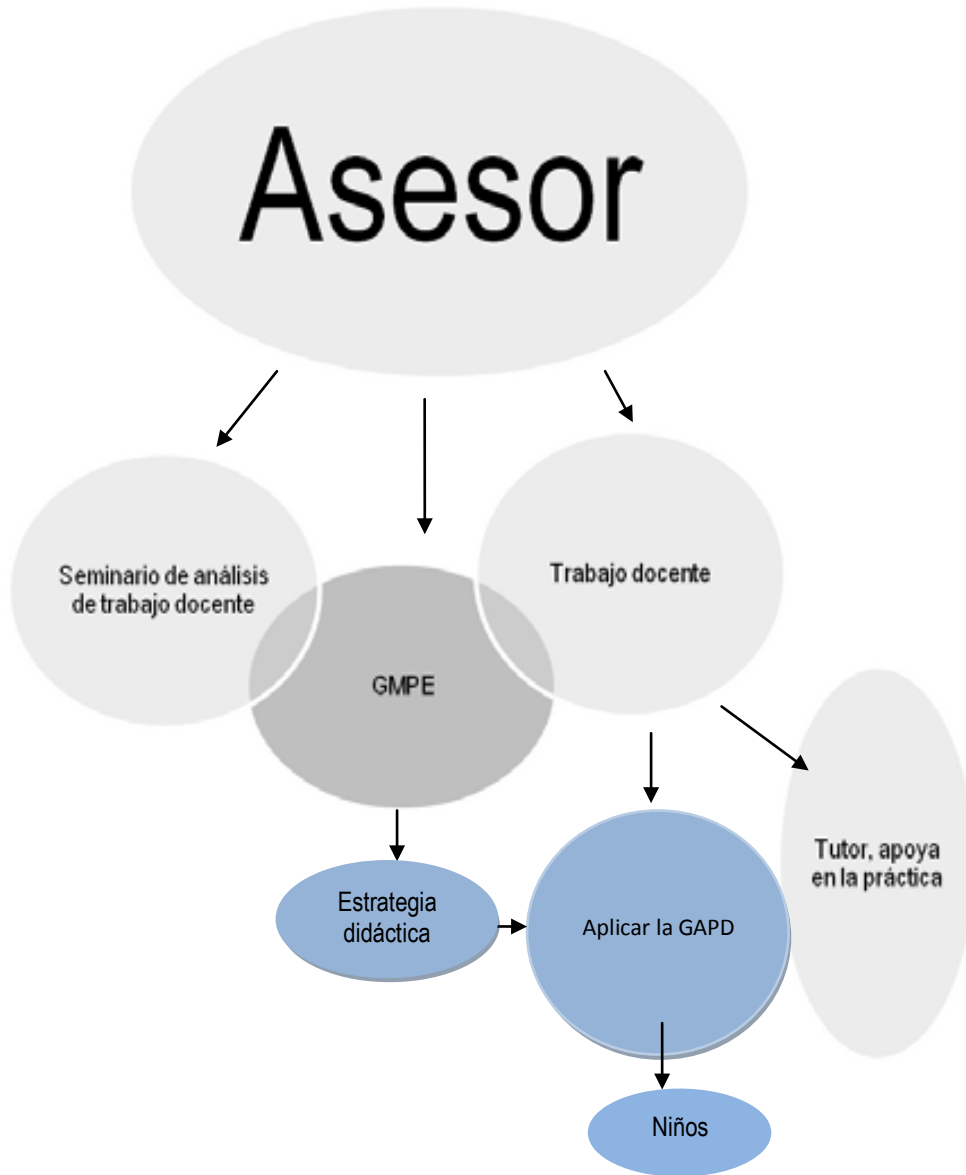 Asesor
Seminario de análisis
de trabajo docente
Trabajo docente
GMPE
Tutor, apoya
en la práctica
Estrategia
didáctica
Aplicar la GAPD
Niños